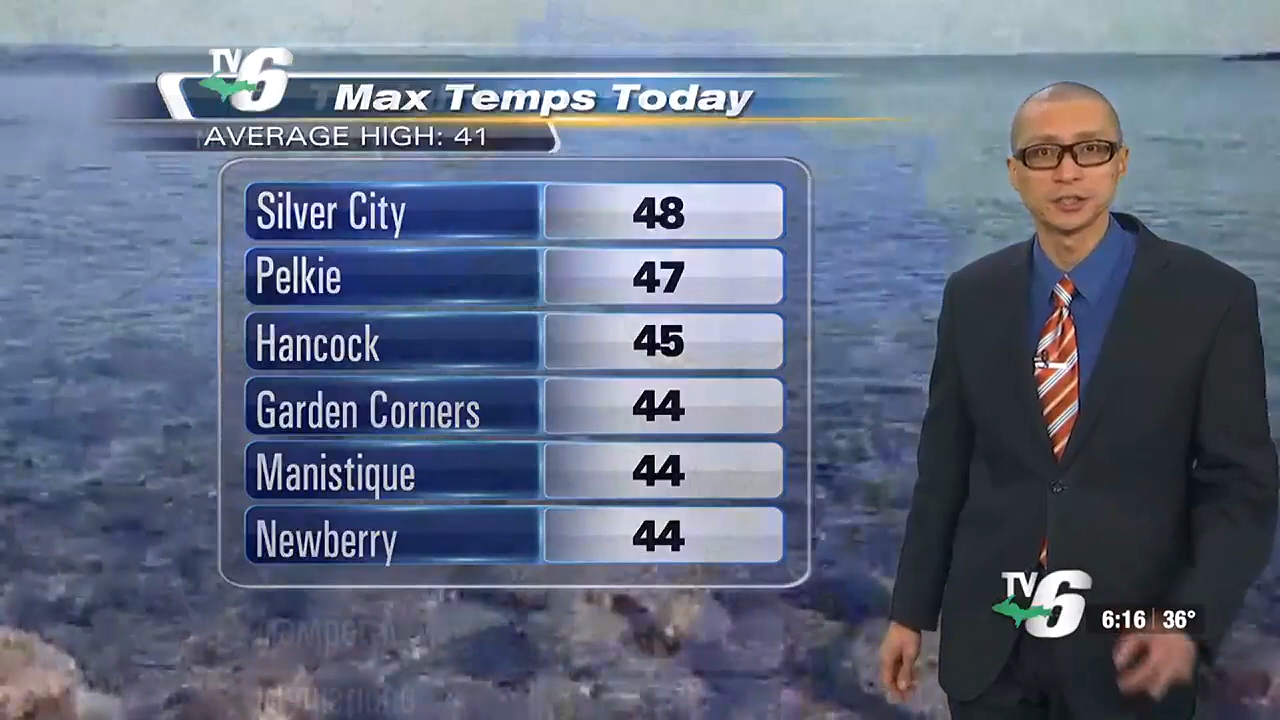 TV6
Max Temps Today
AVERAGE HIGH: 41
Silver City 48
Pelkie 47
Hancock 45
Garden Corners 44
Manistique 44
Newberry 44
TV6
6:16 36°